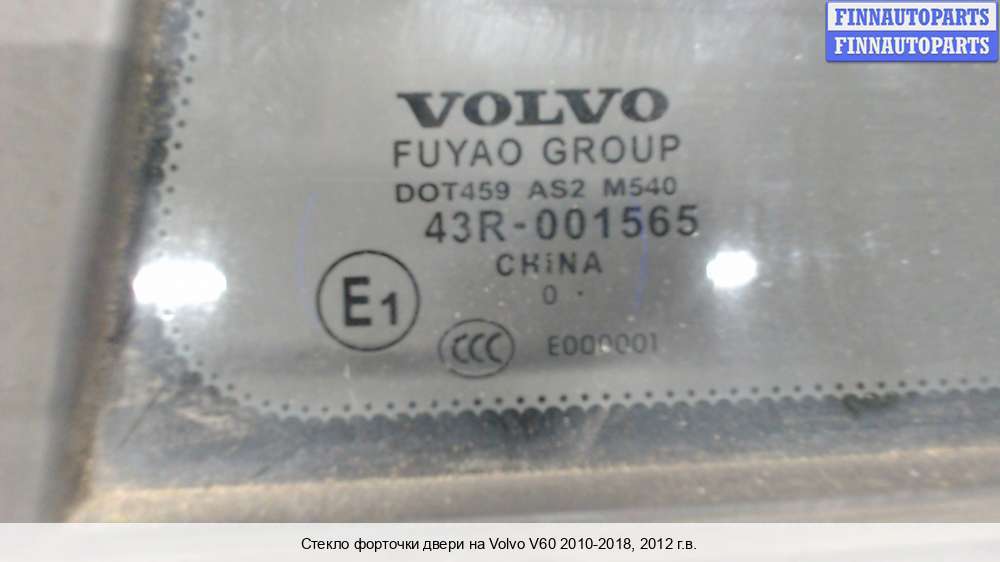 FINNAUTOPARTS
FINNAUTOPARTS
VOLVO
FUYAO GROUP
DOT459 AS2 M540
43R-001565
CHINA
0 .
E1
CCC E000001
Стекло форточки двери на Volvo V60 2010-2018, 2012 г.в.